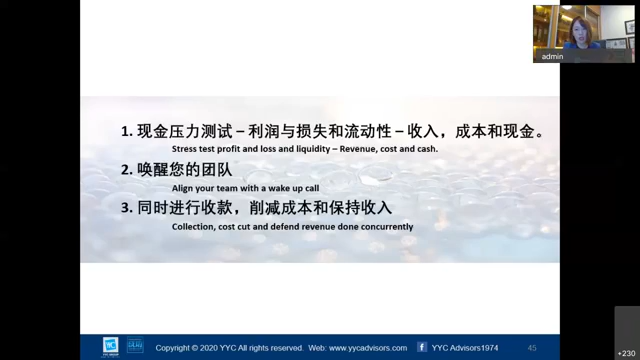 admin
1. 现金压力测试 – 利润与损失和流动性 – 收入，成本和现金。
Stress test profit and loss and liquidity – Revenue, cost and cash.
2. 唤醒您的团队
Align your team with a wake up call
3. 同时进行收款，削减成本和保持收入
Collection, cost cut and defend revenue done concurrently
YYC GROUP
Copyright © 2020 YYC All rights reserved. Web: www.yycadvisors.com f YYC Advisors1974 45
+230